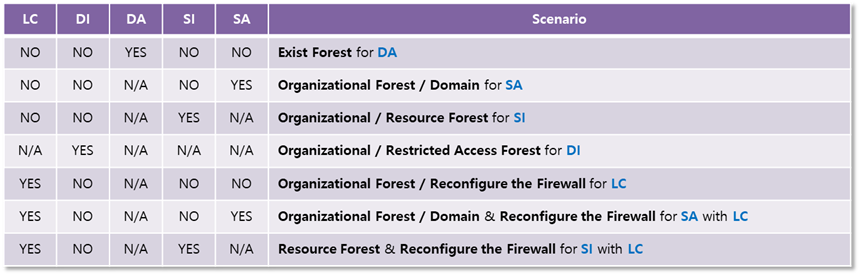 LC DI DA SI SA Scenario
NO NO YES NO NO Exist Forest for DA
NO NO N/A NO YES Organizational Forest / Domain for SA
NO NO N/A YES N/A Organizational / Resource Forest for SI
N/A YES N/A N/A N/A Organizational / Restricted Access Forest for DI
YES NO N/A NO NO Organizational Forest / Reconfigure the Firewall for LC
YES NO N/A NO YES Organizational Forest / Domain & Reconfigure the Firewall for SA with LC
YES NO N/A YES N/A Resource Forest & Reconfigure the Firewall for SI with LC